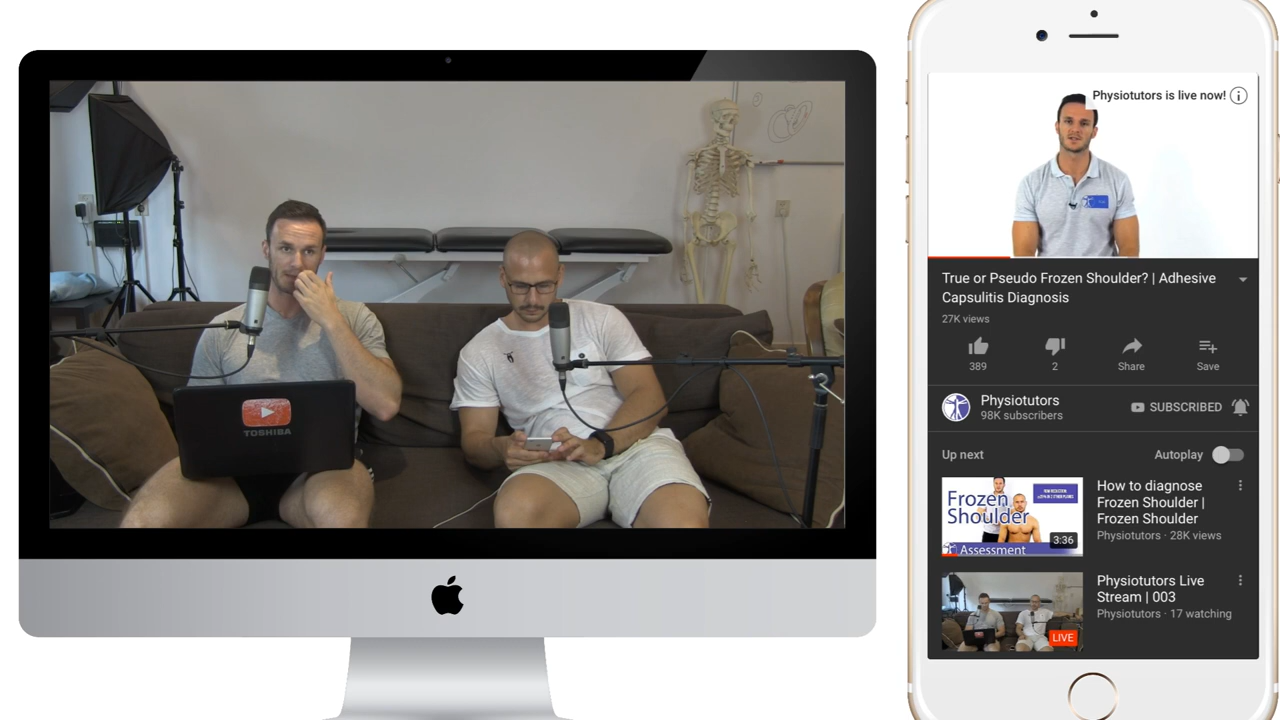 TOSHIBA
Physiotutors is live now! i
True or Pseudo Frozen Shoulder? | Adhesive
Capsulitis Diagnosis
27K views
389
2
Share
Save
Physiotutors
98K subscribers
SUBSCRIBED
Up next
Autoplay
Frozen
Shoulder
3:36
Assessment
How to diagnose
Frozen Shoulder |
Frozen Shoulder
Physiotutors · 28K views
LIVE
Physiotutors Live
Stream | 003
Physiotutors · 17 watching